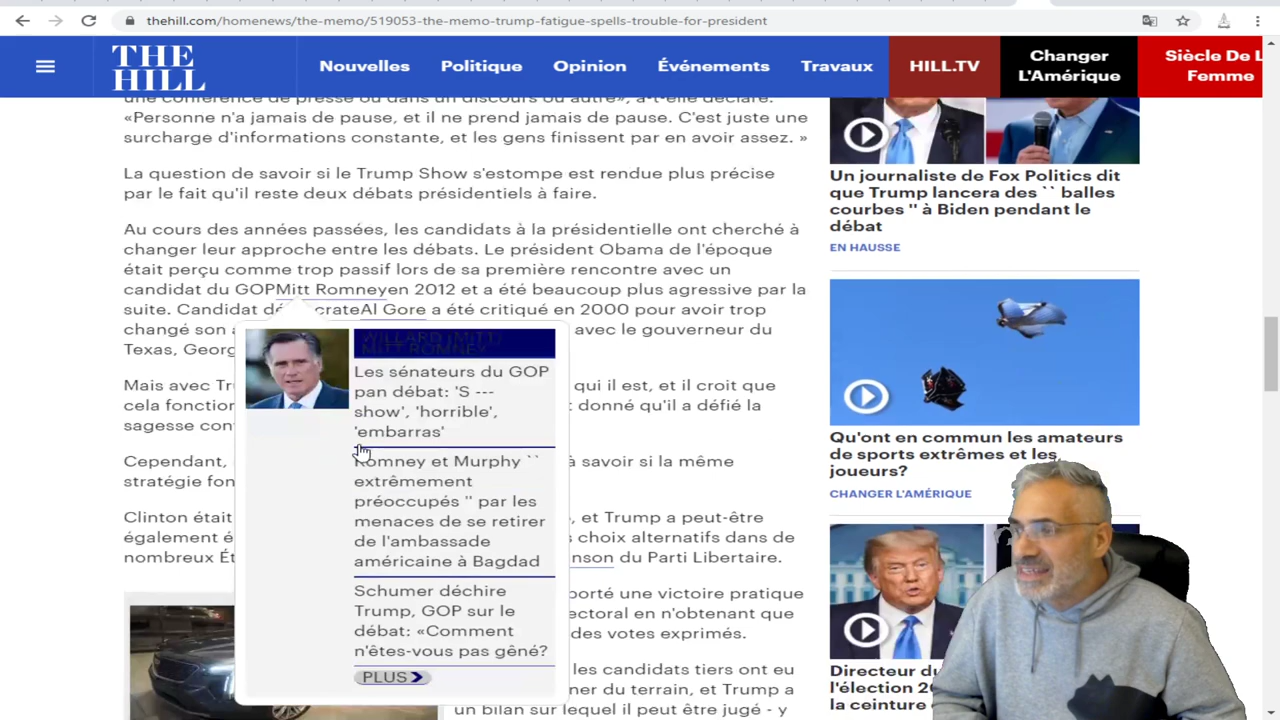 thehill.com/homenews/the-memo/519053-the-memo-trump-fatigue-spells-trouble-for-president
THE
HILL
Nouvelles
Politique
Opinion
Événements
Travaux
HILL.TV
Changer
L'Amérique
Siècle De L
Femme
une conférence de presse ou dans un discours ou autre», a-t-elle déclaré.
«Personne n'a jamais de pause, et il ne prend jamais de pause. C'est juste une
surcharge d'informations constante, et les gens finissent par en avoir assez. »
La question de savoir si le Trump Show s'estompe est rendue plus précise
par le fait qu'il reste deux débats présidentiels à faire.
Au cours des années passées, les candidats à la présidentielle ont cherché à
changer leur approche entre les débats. Le président Obama de l'époque
était perçu comme trop passif lors de sa première rencontre avec un
candidat du GOPMitt Romneyen 2012 et a été beaucoup plus agressive par la
suite. Candidat dé crateAl Gore a été critiqué en 2000 pour avoir trop
changé son a avec le gouverneur du
Texas, Georg
Mais avec Tru qui il est, et il croit que
cela fonction donné qu'il a défié la
sagesse con
Cependant, à savoir si la même
stratégie fon
Clinton était , et Trump a peut-être
également é s choix alternatifs dans de
nombreux Ét nson du Parti Libertaire.
porté une victoire pratique
ectoral en n'obtenant que
des votes exprimés.
les candidats tiers ont eu
ner du terrain, et Trump a
un bilan sur lequel il peut être jugé - y
WILLARD (MITT)
MITT ROMNEY
Les sénateurs du GOP
pan débat: 'S ---
show', 'horrible',
'embarras'
Romney et Murphy ``
extrêmement
préoccupés '' par les
menaces de se retirer
de l'ambassade
américaine à Bagdad
Schumer déchire
Trump, GOP sur le
débat: «Comment
n'êtes-vous pas gêné?
PLUS
Un journaliste de Fox Politics dit
que Trump lancera des `` balles
courbes '' à Biden pendant le
débat
EN HAUSSE
Qu'ont en commun les amateurs
de sports extrêmes et les
joueurs?
CHANGER L'AMÉRIQUE
Directeur du
l'élection 20
la ceinture